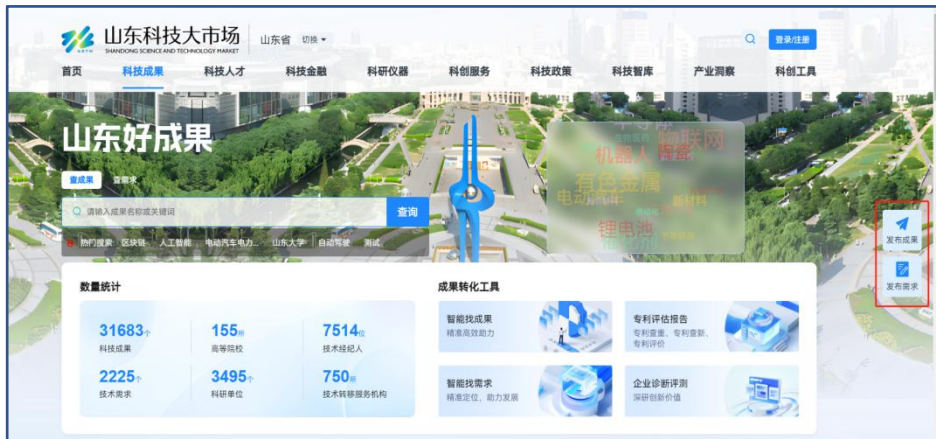 山东科技大市场
SHANDONG SCIENCE AND TECHNOLOGY MARKET
山东省 切换
登录/注册
首页 科技成果 科技人才 科技金融 科研仪器 科创服务 科技政策 科技智库 产业洞察 科创工具
山东好成果
查成果 查需求
请输入成果名称或关键词 查询
热门搜索: 区块链 人工智能 电动汽车电力... 山东大学 自动驾驶 测试
物联网
机器人 陶瓷
有色金属
新材料
锂电池
发布成果
发布需求
数量统计
31683个 155所 7514位
科技成果 高等院校 技术经纪人
2225个 3495个 750所
技术需求 科研单位 技术转移服务机构
成果转化工具
智能找成果
精准高效助力
专利评估报告
专利查重、专利查新、
专利评价
智能找需求
精准定位，助力发展
企业诊断评测
深研创新价值